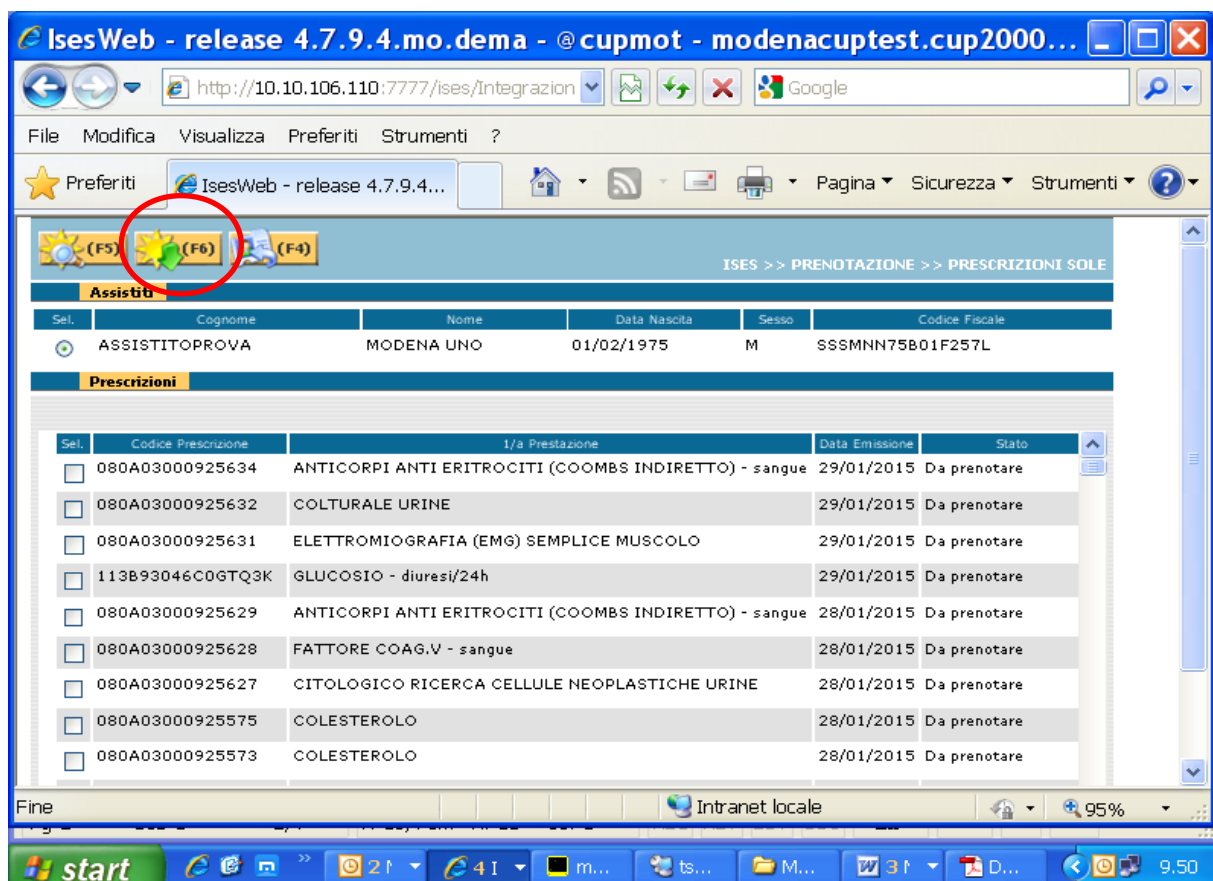 IsesWeb - release 4.7.9.4.mo.dema - @cupmot - modenacuptest.cup2000...
http://10.10.106.110:7777/ises/Integrazion
Google
File Modifica Visualizza Preferiti Strumenti ?
Preferiti IsesWeb - release 4.7.9.4... Pagina Sicurezza Strumenti
(F5) (F6) (F4)
ISES >> PRENOTAZIONE >> PRESCRIZIONI SOLE
Assistiti
Sel. Cognome Nome Data Nascita Sesso Codice Fiscale
ASSISTITOPROVA MODENA UNO 01/02/1975 M SSSMNN75B01F257L
Prescrizioni
Sel. Codice Prescrizione 1/a Prestazione Data Emissione Stato
080A03000925634 ANTICORPI ANTI ERITROCITI (COOMBS INDIRETTO) - sangue 29/01/2015 Da prenotare
080A03000925632 COLTURALE URINE 29/01/2015 Da prenotare
080A03000925631 ELETTROMIOGRAFIA (EMG) SEMPLICE MUSCOLO 29/01/2015 Da prenotare
113B93046C0GTQ3K GLUCOSIO - diuresi/24h 29/01/2015 Da prenotare
080A03000925629 ANTICORPI ANTI ERITROCITI (COOMBS INDIRETTO) - sangue 28/01/2015 Da prenotare
080A03000925628 FATTORE COAG.V - sangue 28/01/2015 Da prenotare
080A03000925627 CITOLOGICO RICERCA CELLULE NEOPLASTICHE URINE 28/01/2015 Da prenotare
080A03000925575 COLESTEROLO 28/01/2015 Da prenotare
080A03000925573 COLESTEROLO 28/01/2015 Da prenotare
Fine Intranet locale 95%
start 2 4 I m... ts... M... 3 D... 9.50